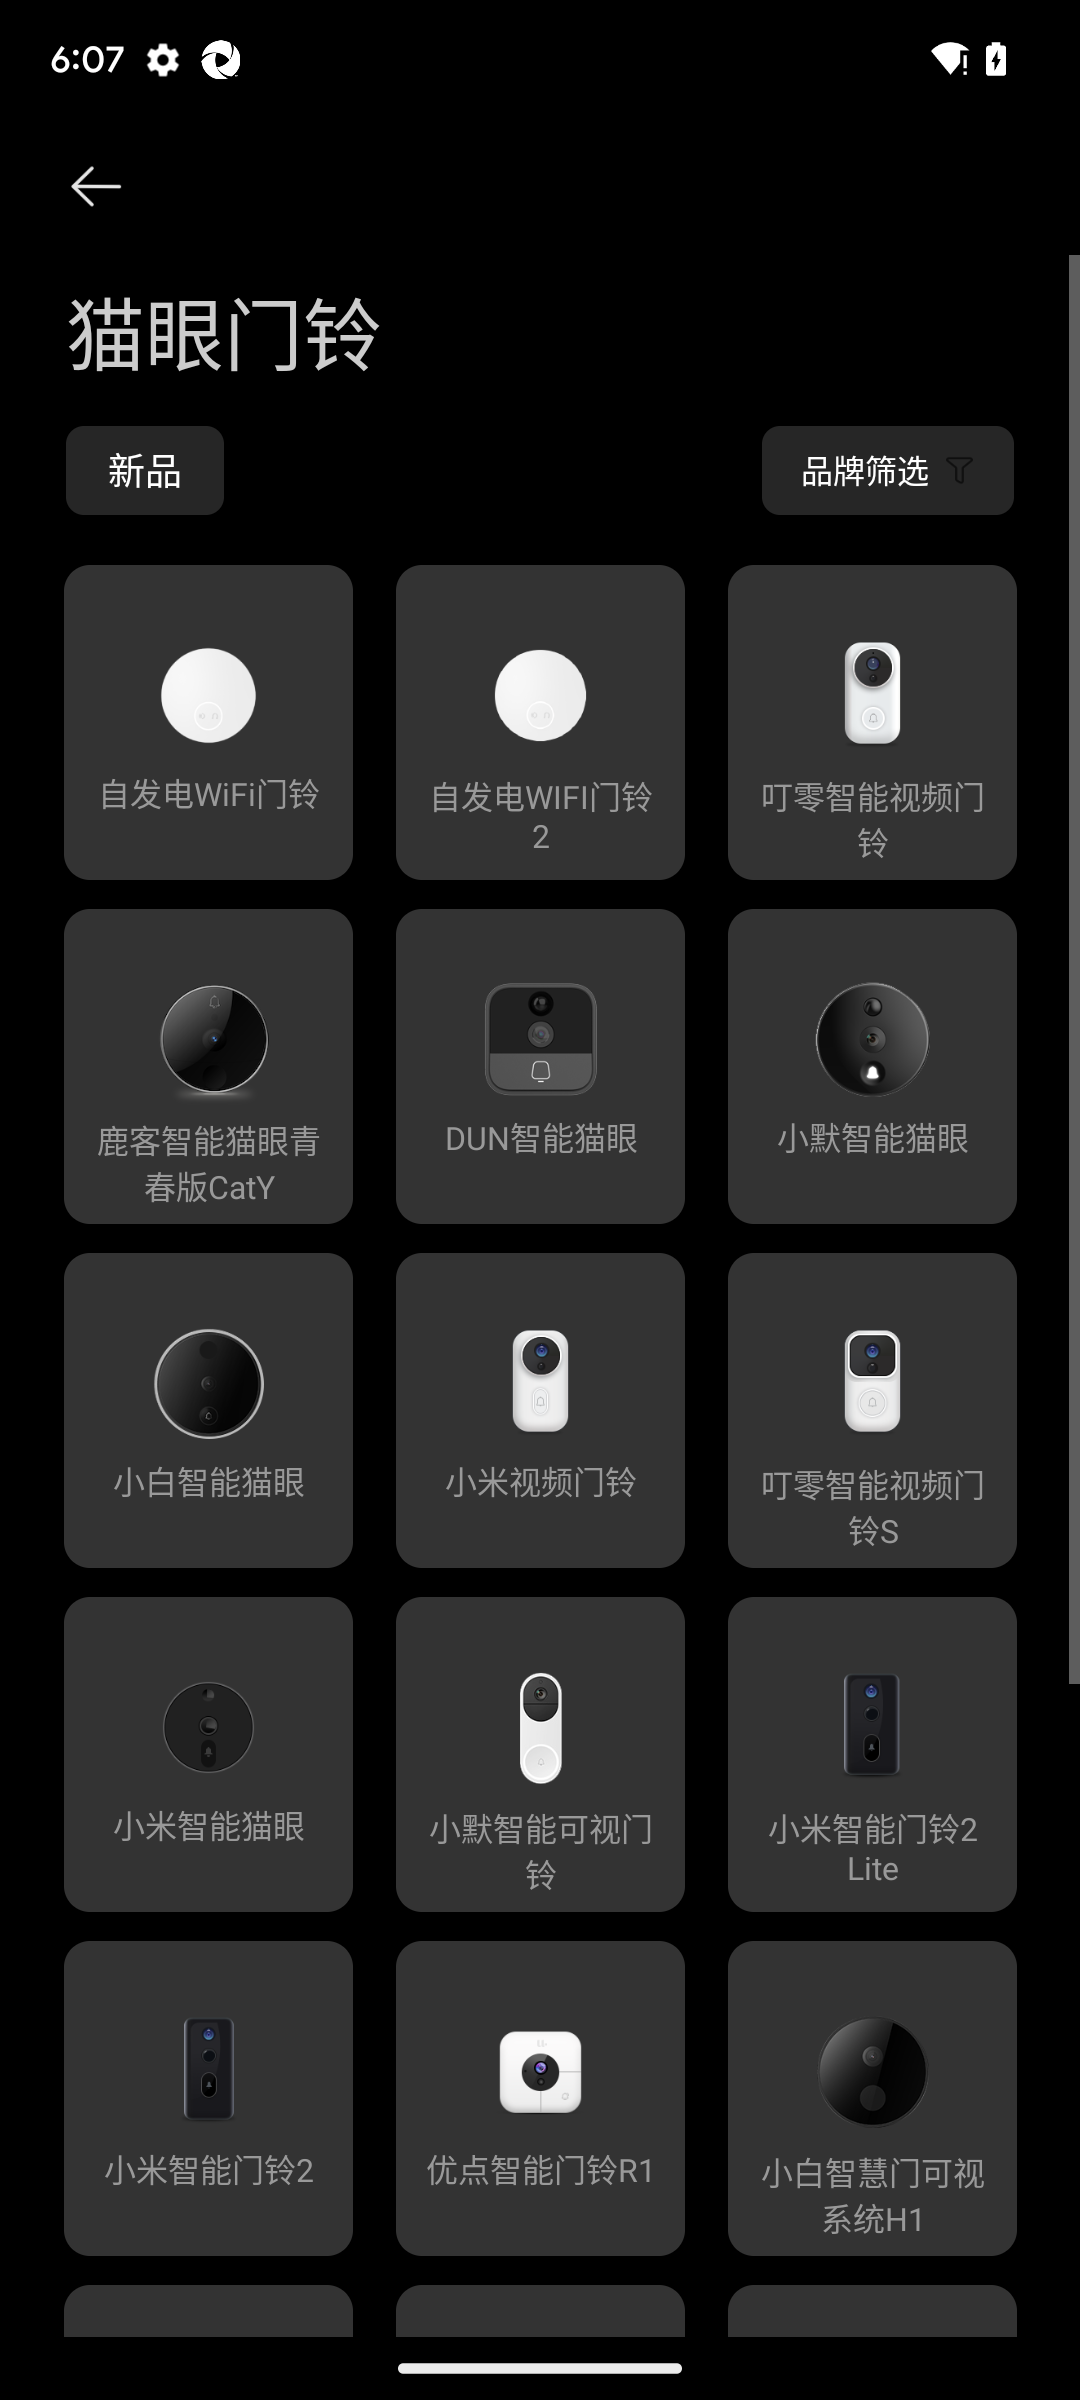 6:07
猫眼门铃
新品
品牌筛选
自发电WiFi门铃
自发电WIFI门铃
2
叮零智能视频门
铃
鹿客智能猫眼青
春版CatY
DUN智能猫眼
小默智能猫眼
小白智能猫眼
小米视频门铃
叮零智能视频门
铃S
小米智能猫眼
小默智能可视门
铃
小米智能门铃2
Lite
小米智能门铃2
优点智能门铃R1
小白智慧门可视
系统H1